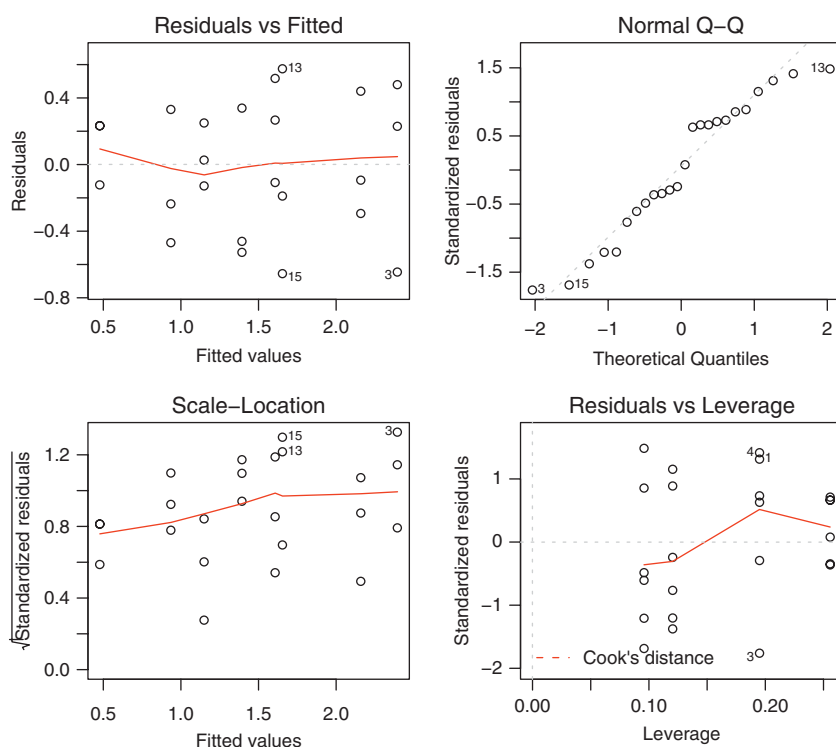 Residuals vs Fitted
Residuals
0.4
0.0
−0.4
−0.8
13
15
3
0.5 1.0 1.5 2.0
Fitted values
Normal Q−Q
Standardized residuals
1.5
0.5
−0.5
−1.5
13
3
15
−2 −1 0 1 2
Theoretical Quantiles
Scale−Location
√Standardized residuals
1.2
0.8
0.4
0.0
15
13
3
0.5 1.0 1.5 2.0
Fitted values
Residuals vs Leverage
Standardized residuals
1
0
−1
−2
4
1
3
Cook's distance
0.00 0.10 0.20
Leverage